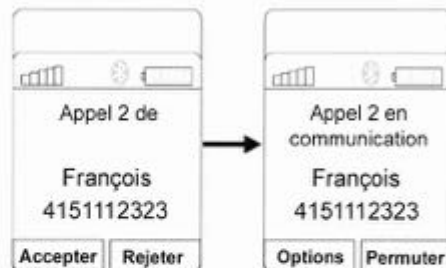 Appel 2 de
François
4151112323
Accepter Rejeter
Appel 2 en
communication
François
4151112323
Options Permuter